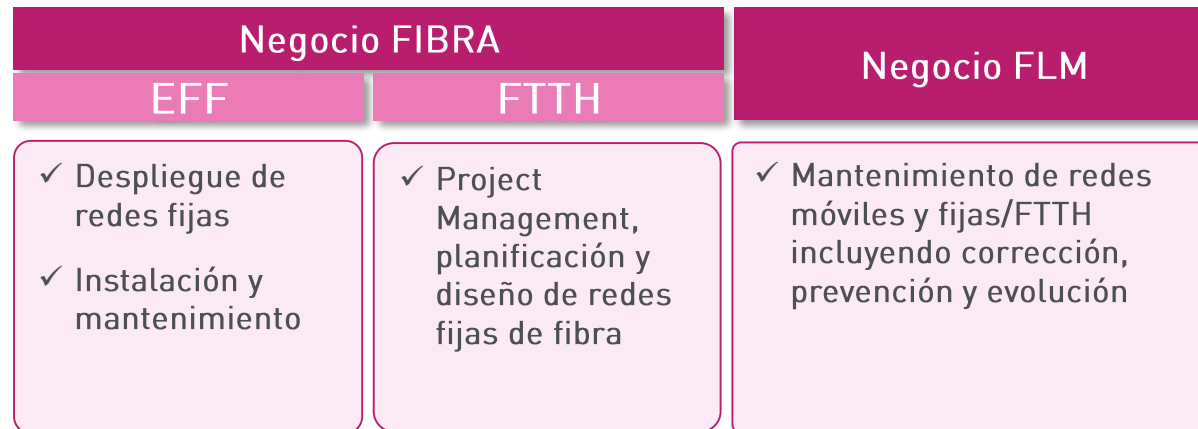 Negocio FIBRA
Negocio FLM
EFF
FTTH
✓ Despliegue de
redes fijas
✓ Instalación y
mantenimiento
✓ Project
Management,
planificación y
diseño de redes
fijas de fibra
✓ Mantenimiento de redes
móviles y fijas/FTTH
incluyendo corrección,
prevención y evolución